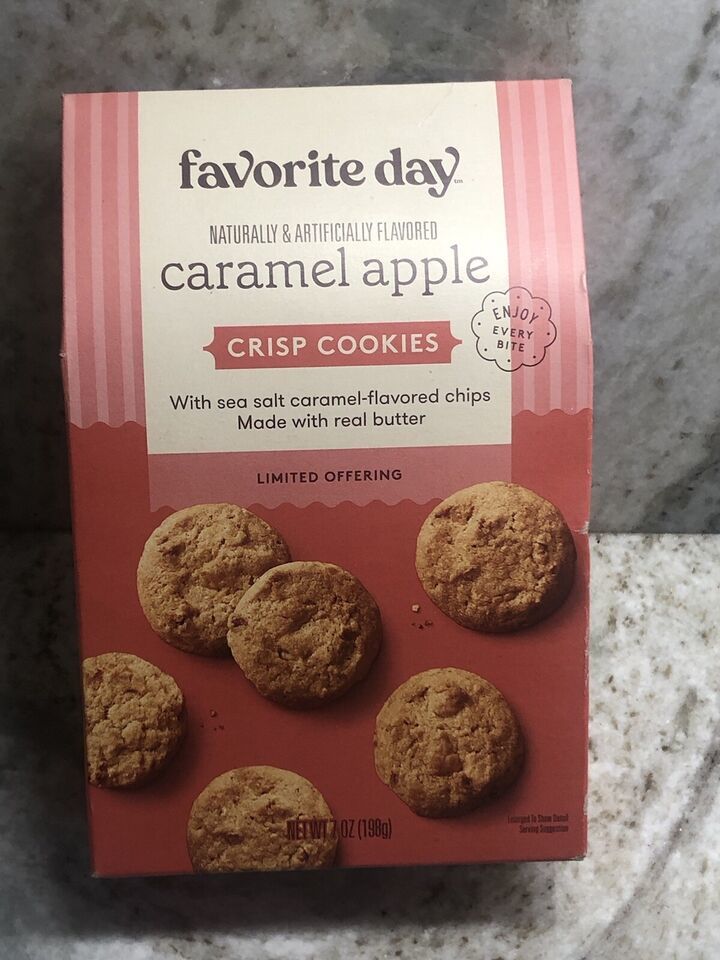 favorite day™
NATURALLY & ARTIFICIALLY FLAVORED
caramel apple
CRISP COOKIES
ENJOY
EVERY
BITE
With sea salt caramel-flavored chips
Made with real butter
LIMITED OFFERING
NET WT 7 OZ (198g)
Enlarged To Show Detail
Serving Suggestion